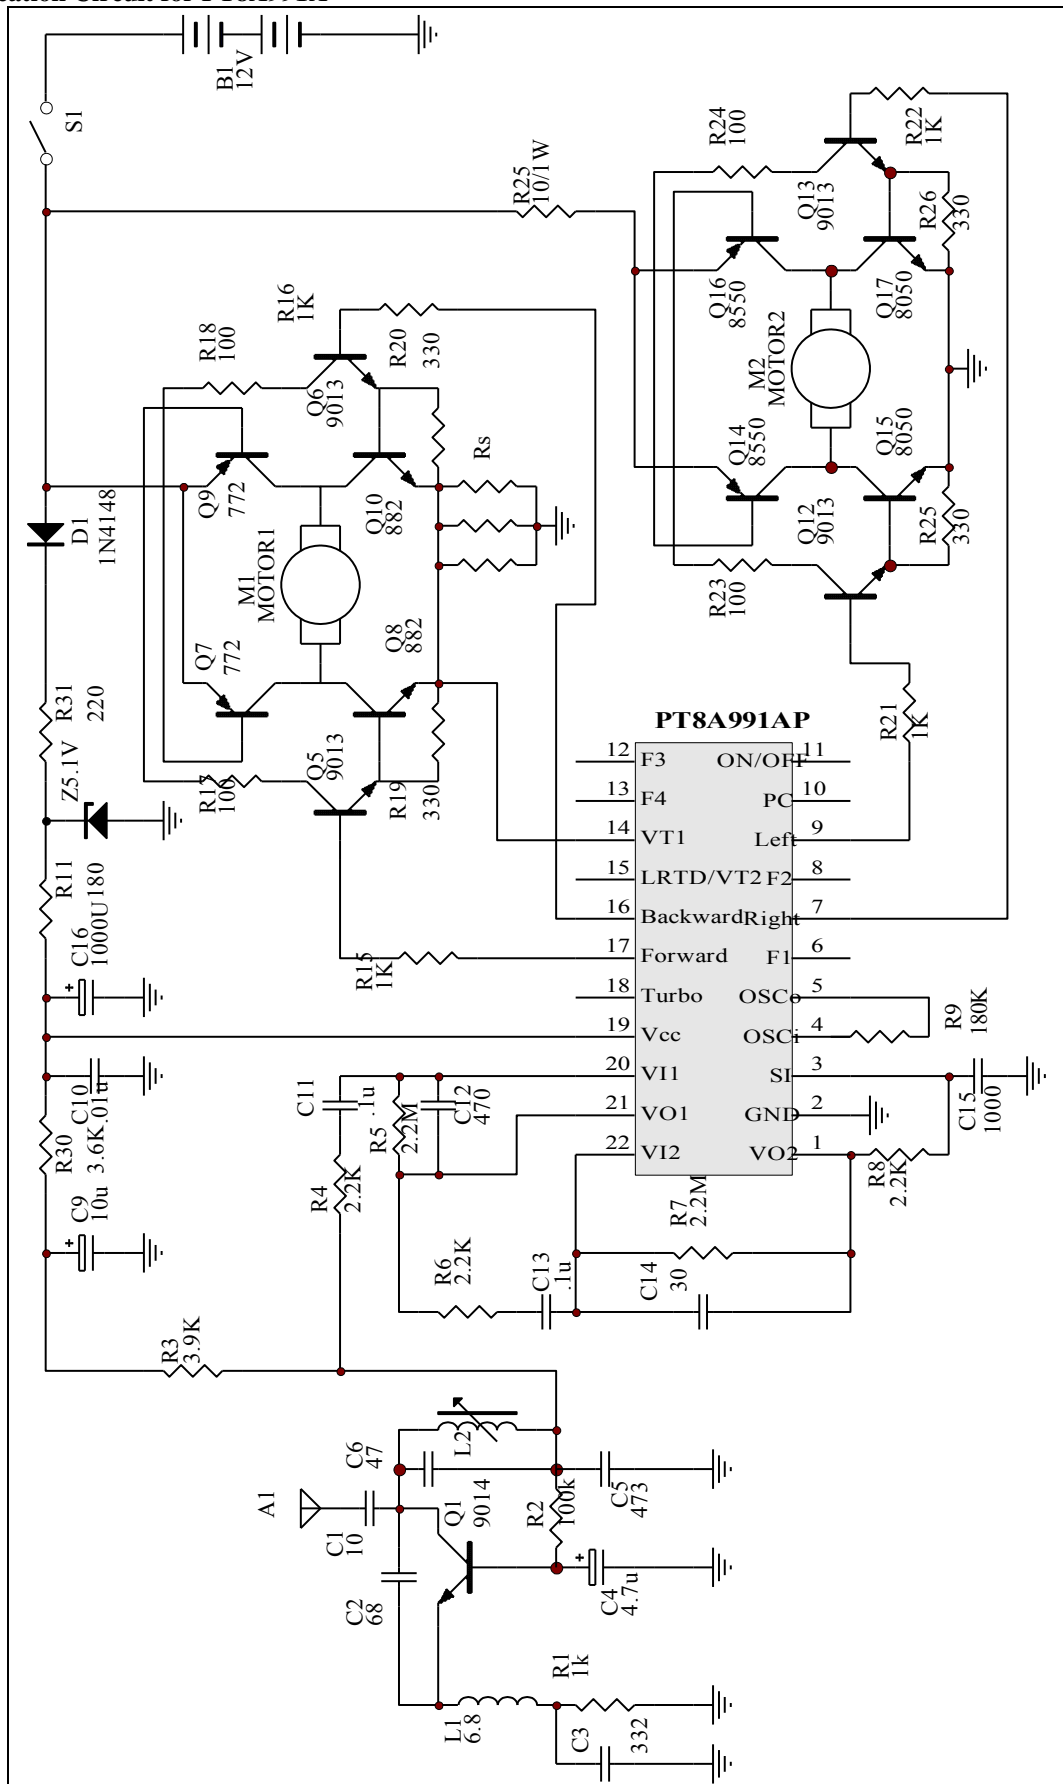 B1
12V
S1
R24
100
R22
1K
R25
10/1W
Q13
9013
R26
330
Q16
8550
Q17
8050
M2
MOTOR2
Q14
8550
Q15
8050
Q12
9013
R25
330
R23
100
R21
1K
R16
1K
R18
100
R20
330
Q6
9013
Rs
Q9
772
Q10
882
D1
1N4148
M1
MOTOR1
Q7
772
Q8
882
R31
220
Z5.1V
Q5
9013
R17
100
R19
330
R11
180
C16
1000U
+
R15
1K
PT8A991AP
12 F3 ON/OFF 11
13 F4 PC 10
14 VT1 Left 9
15 LRTD/VT2 F2 8
16 Backward Right 7
17 Forward F1 6
18 Turbo OSCo 5
19 Vcc OSCi 4
20 VI1 SI 3
21 VO1 GND 2
22 VI2 VO2 1
R9
180K
C15
1000
R8
2.2K
C10
.01u
R30
3.6K
C9
10u
+
C11
.1u
R5
2.2M
C12
470
R4
2.2K
R7
2.2M
R6
2.2K
C13
.1u
C14
30
R3
3.9K
L2
C6
47
A1
C1
10
Q1
9014
R2
100k
C5
473
C2
68
+
C4
4.7u
L1
6.8
R1
1k
C3
332